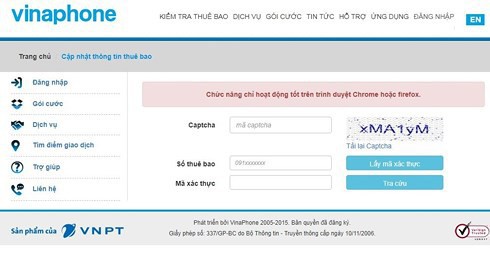 vinaphone
KIỂM TRA THUÊ BAO DỊCH VỤ GÓI CƯỚC TIN TỨC HỖ TRỢ ỨNG DỤNG ĐĂNG NHẬP
EN
Trang chủ Cập nhật thông tin thuê bao
Đăng nhập
Gói cước
Dịch vụ
Tìm điểm giao dịch
Trợ giúp
Liên hệ
Chức năng chỉ hoạt động tốt trên trình duyệt Chrome hoặc firefox.
Captcha mã captcha xMA1yM
Tải lại Captcha
Số thuê bao 091xxxxxxx Lấy mã xác thực
Mã xác thực Tra cứu
Sản phẩm của VNPT
Phát triển bởi VinaPhone 2005-2015. Bản quyền đã đăng ký.
Giấy phép số: 337/GP-BC do Bộ Thông tin - Truyền thông cấp ngày 10/11/2006.